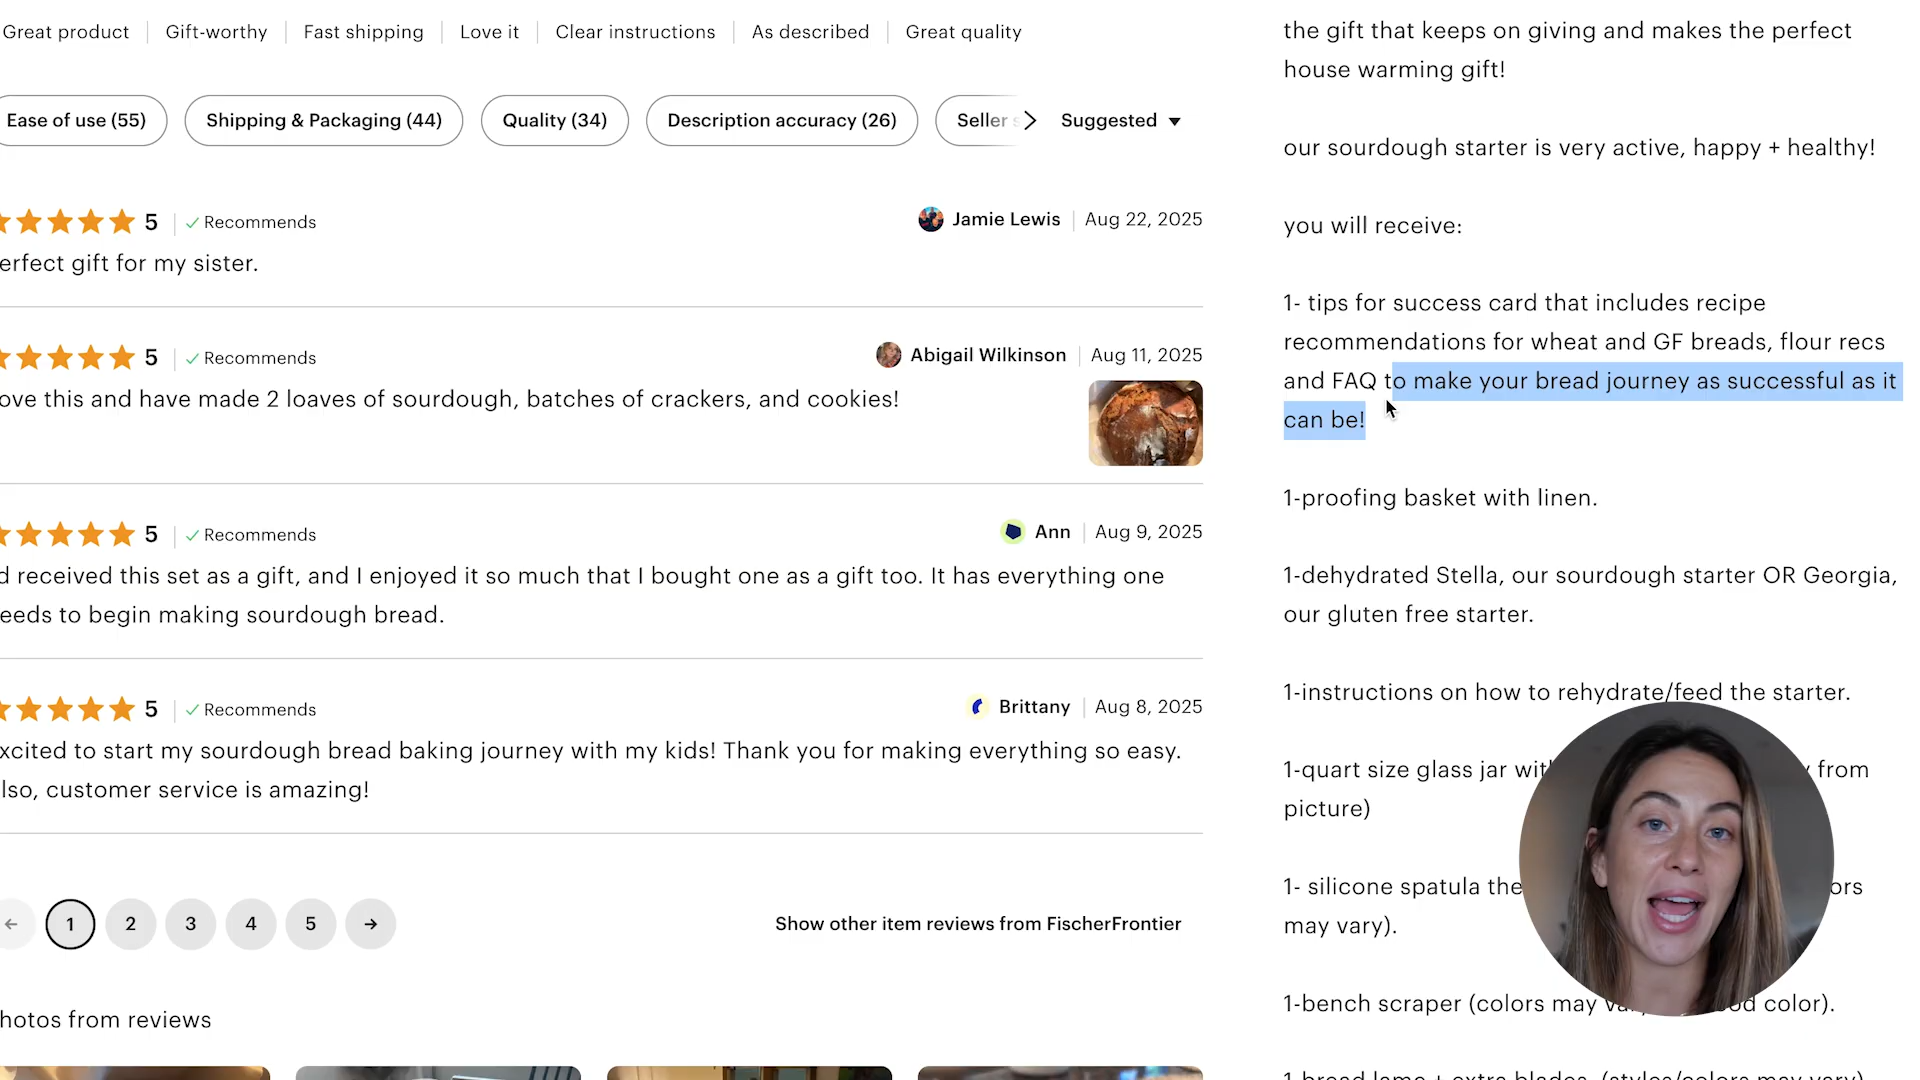 Great product
Gift-worthy
Fast shipping
Love it
Clear instructions
As described
Great quality
Ease of use (55)
Shipping & Packaging (44)
Quality (34)
Description accuracy (26)
Seller
Suggested
5
Recommends
Jamie Lewis
Aug 22, 2025
erfect gift for my sister.
5
Recommends
Abigail Wilkinson
Aug 11, 2025
ove this and have made 2 loaves of sourdough, batches of crackers, and cookies!
5
Recommends
Ann
Aug 9, 2025
d received this set as a gift, and I enjoyed it so much that I bought one as a gift too. It has everything one
eeds to begin making sourdough bread.
5
Recommends
Brittany
Aug 8, 2025
xcited to start my sourdough bread baking journey with my kids! Thank you for making everything so easy.
lso, customer service is amazing!
1
2
3
4
5
Show other item reviews from FischerFrontier
hotos from reviews
the gift that keeps on giving and makes the perfect
house warming gift!
our sourdough starter is very active, happy + healthy!
you will receive:
1- tips for success card that includes recipe
recommendations for wheat and GF breads, flour recs
and FAQ to make your bread journey as successful as it
can be!
1-proofing basket with linen.
1-dehydrated Stella, our sourdough starter OR Georgia,
our gluten free starter.
1-instructions on how to rehydrate/feed the starter.
1-quart size glass jar from
picture)
1- silicone spatula
may vary).
1-bench scraper (colors may color).
1-bread lame + extra blades. (styles/colors may vary)